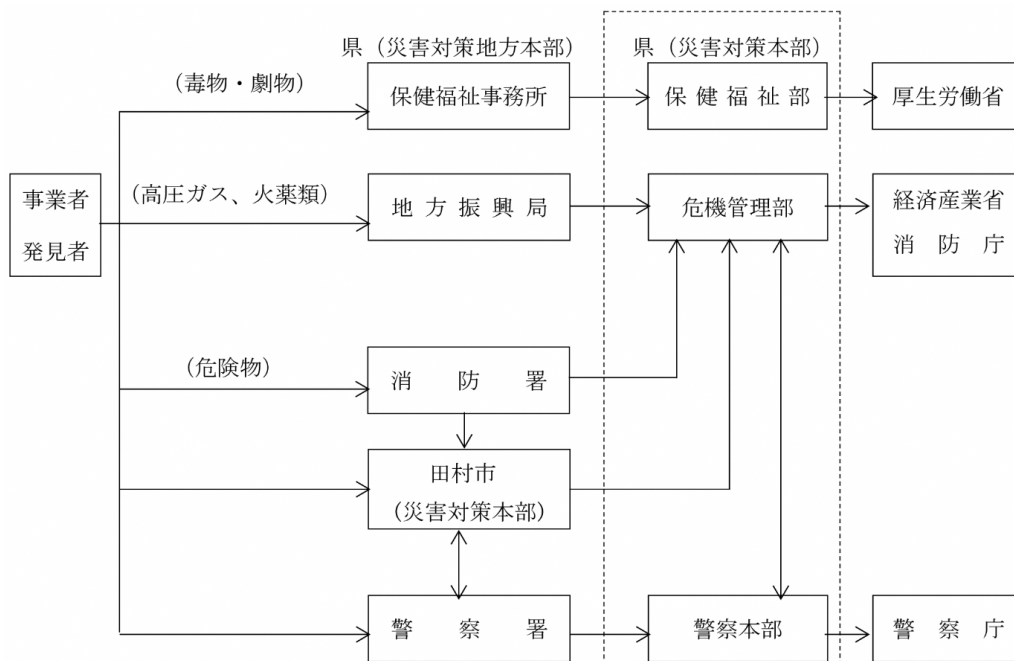 県（災害対策地方本部）
県（災害対策本部）
（毒物・劇物）
保健福祉事務所
保健福祉部
厚生労働省
事業者
発見者
（高圧ガス、火薬類）
地方振興局
危機管理部
経済産業省
消防庁
（危険物）
消防署
田村市
（災害対策本部）
警察署
警察本部
警察庁